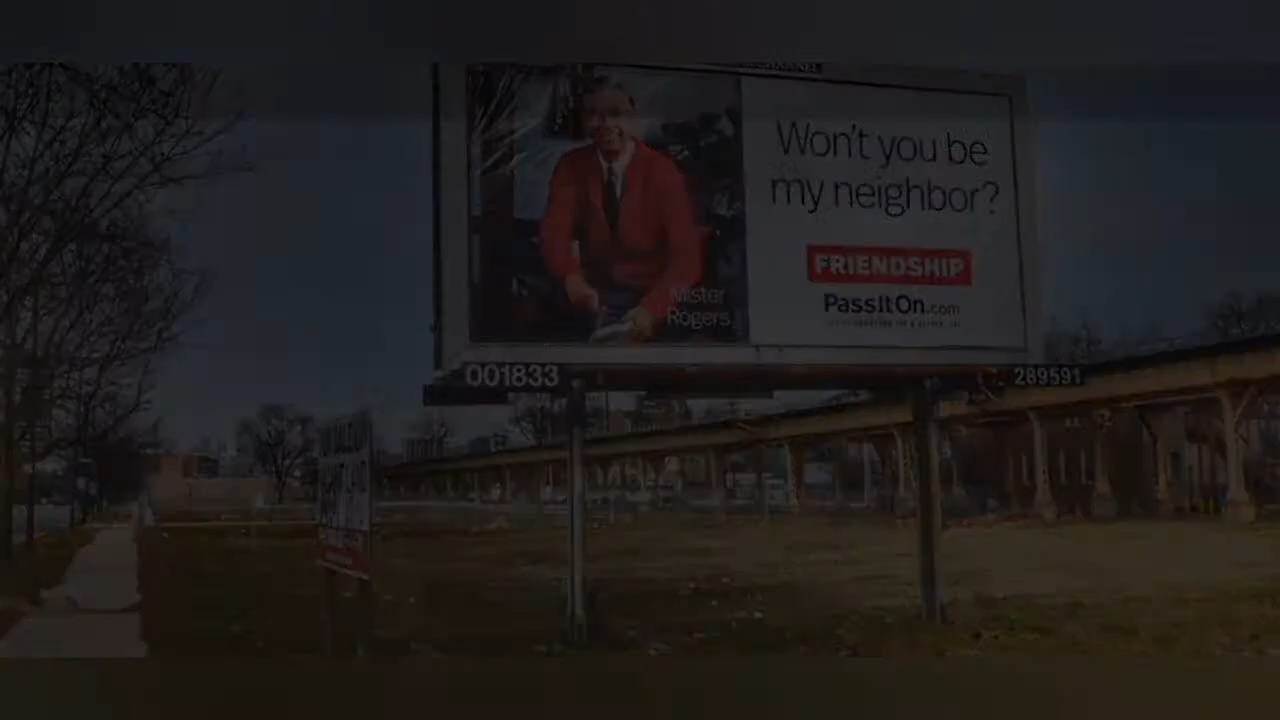 Won't you be
my neighbor?
FRIENDSHIP
PassItOn.com
Mister
Rogers
001833
289591